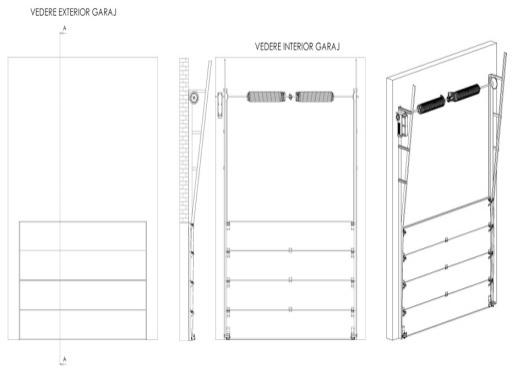 VEDERE EXTERIOR GARAJ
A
VEDERE INTERIOR GARAJ
A